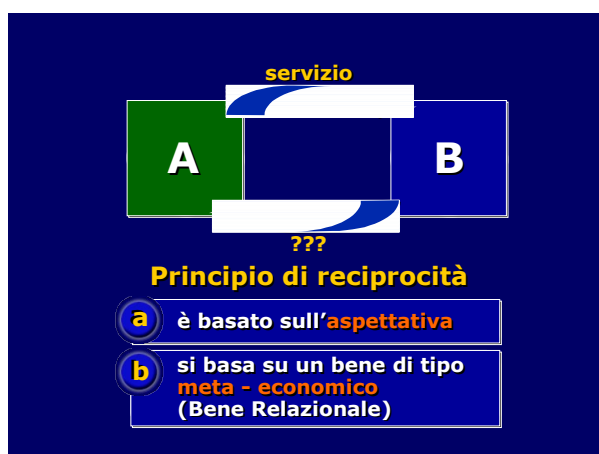 servizio
A
B
???
Principio di reciprocità
a
è basato sull'aspettativa
b
si basa su un bene di tipo
meta - economico
(Bene Relazionale)